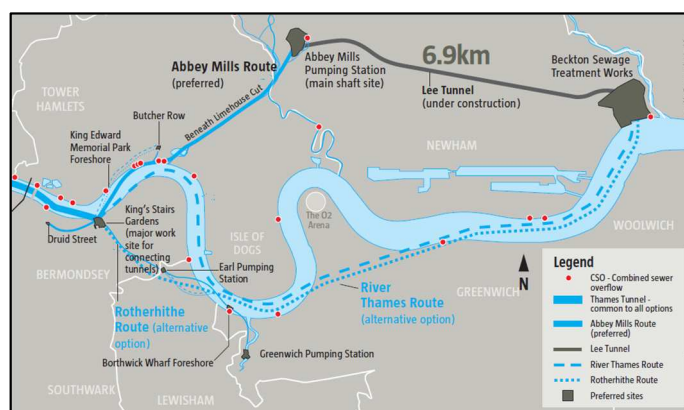 Abbey Mills Route
(preferred)
Abbey Mills
Pumping Station
(main shaft site)
6.9km
Lee Tunnel
(under construction)
Beckton Sewage
Treatment Works
TOWER
HAMLETS
Butcher Row
Beneath Limehouse Cut
King Edward
Memorial Park
Foreshore
NEWHAM
King's Stairs
Gardens
(major work
site for
connecting
tunnels)
Druid Street
The O2
Arena
ISLE OF
DOGS
WOOLWICH
BERMONDSEY
Earl Pumping
Station
Rotherhithe
Route (alternative
option)
River
Thames Route
(alternative option)
GREENWICH
N
Borthwick Wharf Foreshore
Greenwich Pumping Station
SOUTHWARK
LEWISHAM
Legend
CSO - Combined sewer
overflow
Thames Tunnel -
common to all options
Abbey Mills Route
(preferred)
Lee Tunnel
River Thames Route
Rotherhithe Route
Preferred sites